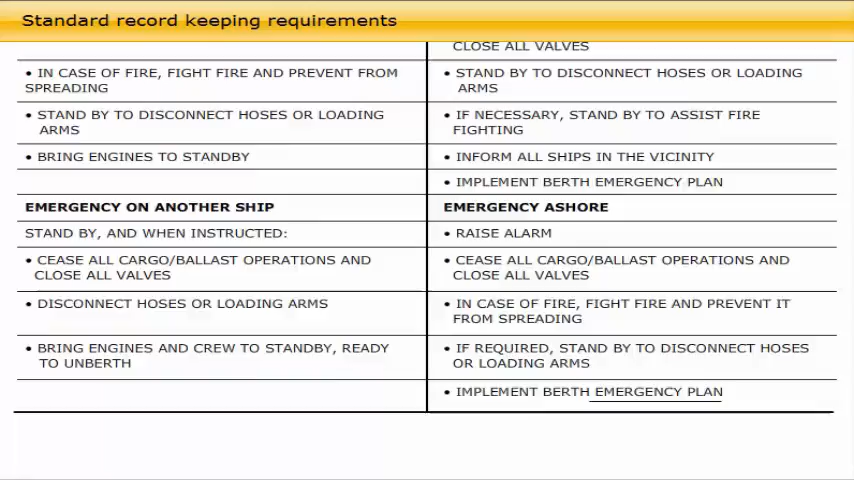 Standard record keeping requirements
CLOSE ALL VALVES
• IN CASE OF FIRE, FIGHT FIRE AND PREVENT FROM
SPREADING
• STAND BY TO DISCONNECT HOSES OR LOADING
ARMS
• STAND BY TO DISCONNECT HOSES OR LOADING
ARMS
• IF NECESSARY, STAND BY TO ASSIST FIRE
FIGHTING
• BRING ENGINES TO STANDBY
• INFORM ALL SHIPS IN THE VICINITY
• IMPLEMENT BERTH EMERGENCY PLAN
EMERGENCY ON ANOTHER SHIP
EMERGENCY ASHORE
STAND BY, AND WHEN INSTRUCTED:
• RAISE ALARM
• CEASE ALL CARGO/BALLAST OPERATIONS AND
CLOSE ALL VALVES
• CEASE ALL CARGO/BALLAST OPERATIONS AND
CLOSE ALL VALVES
• DISCONNECT HOSES OR LOADING ARMS
• IN CASE OF FIRE, FIGHT FIRE AND PREVENT IT
FROM SPREADING
• BRING ENGINES AND CREW TO STANDBY, READY
TO UNBERTH
• IF REQUIRED, STAND BY TO DISCONNECT HOSES
OR LOADING ARMS
• IMPLEMENT BERTH EMERGENCY PLAN